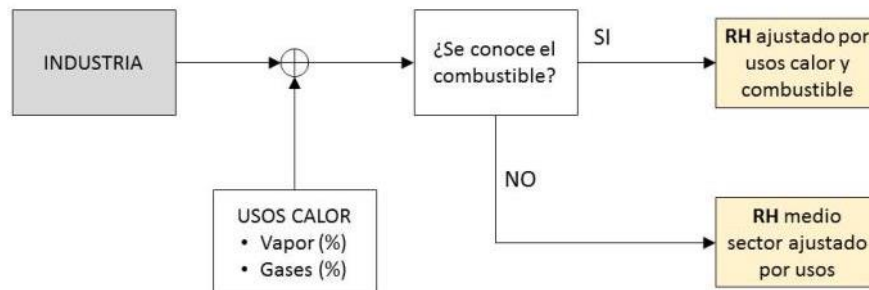 INDUSTRIA
¿Se conoce el
combustible?
SI
RH ajustado por
usos calor y
combustible
NO
USOS CALOR
• Vapor (%)
• Gases (%)
RH medio
sector ajustado
por usos